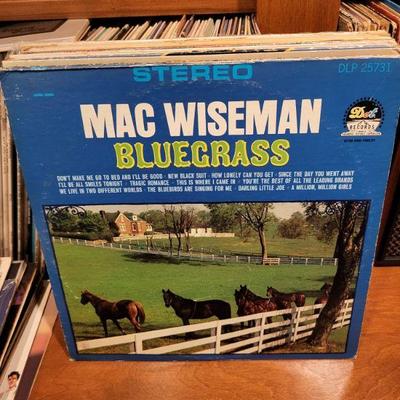 STEREO
DLP 25731
MAC WISEMAN
BLUEGRASS
Dot
RECORDS
DON'T MAKE ME GO TO BED AND I'LL BE GOOD • NEW BLACK SUIT • HOW LONELY CAN YOU GET • SINCE THE DAY YOU WENT AWAY
I'LL BE ALL SMILES TONIGHT • TRAGIC ROMANCE • THIS IS WHERE I CAME IN • YOU'RE THE BEST OF ALL THE LEADING BRANDS
WE LIVE IN TWO DIFFERENT WORLDS • THE BLUEBIRDS ARE SINGING FOR ME • DARLING LITTLE JOE • A MILLION, MILLION GIRLS